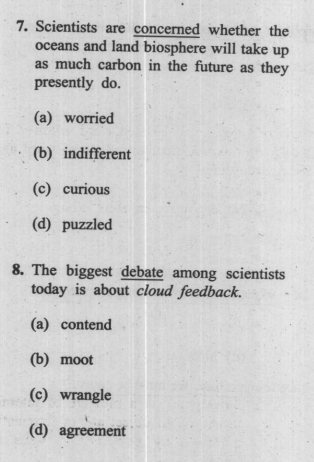 7. Scientists are concerned whether the
oceans and land biosphere will take up
as much carbon in the future as they
presently do.
(a) worried
(b) indifferent
(c) curious
(d) puzzled
8. The biggest debate among scientists
today is about cloud feedback.
(a) contend
(b) moot
(c) wrangle
(d) agreement